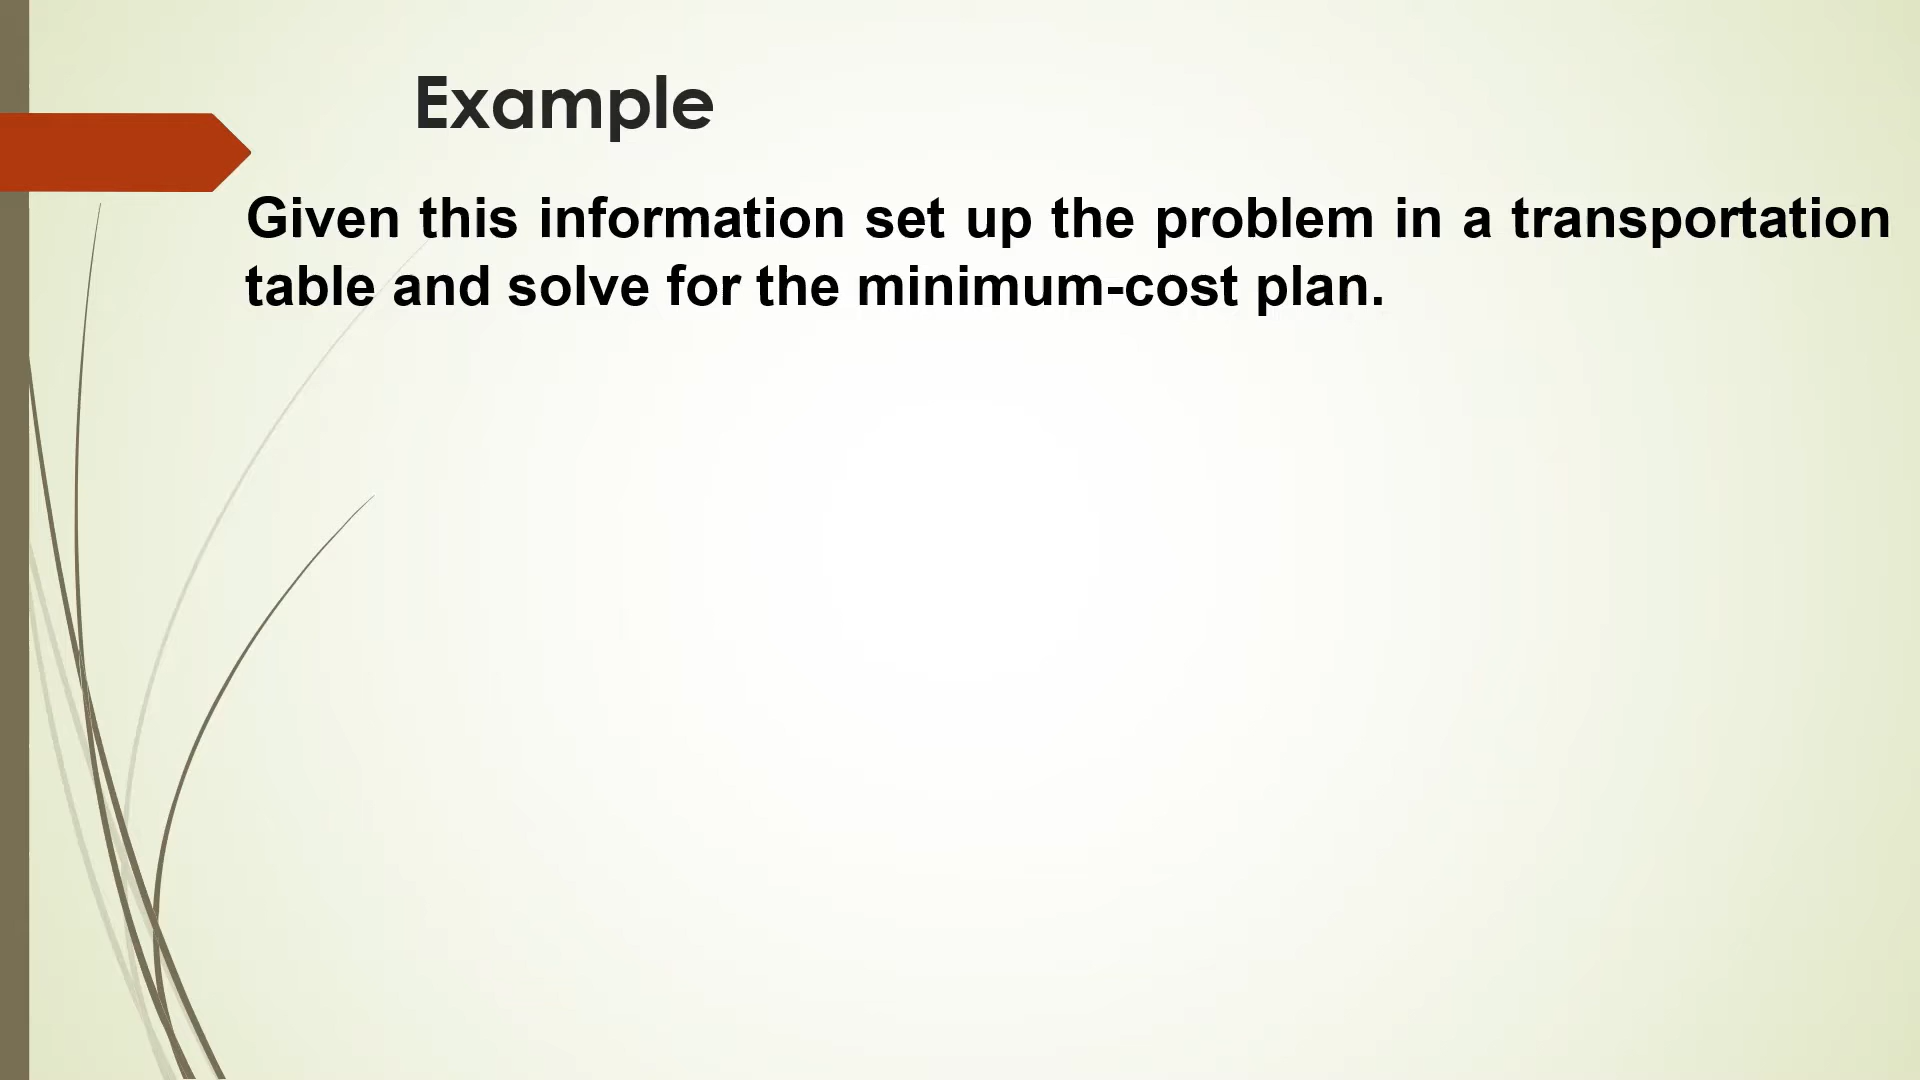 Example
Given this information set up the problem in a transportation
table and solve for the minimum-cost plan.